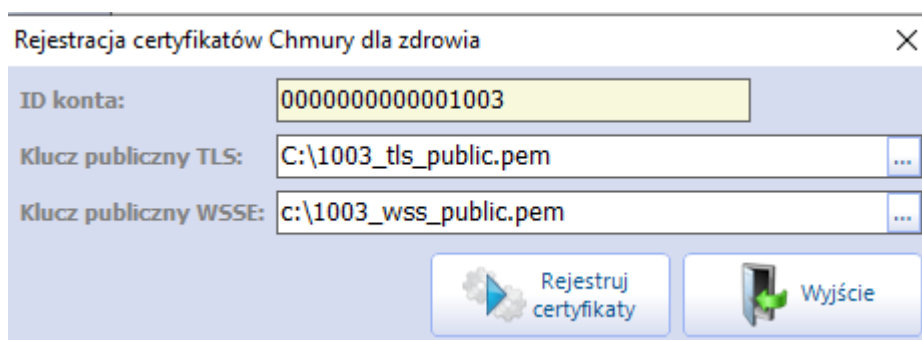 Rejestracja certyfikatów Chmury dla zdrowia
ID konta: 0000000000001003
Klucz publiczny TLS: C:\1003_tls_public.pem ...
Klucz publiczny WSSE: c:\1003_wss_public.pem ...
Rejestruj
certyfikaty
Wyjście